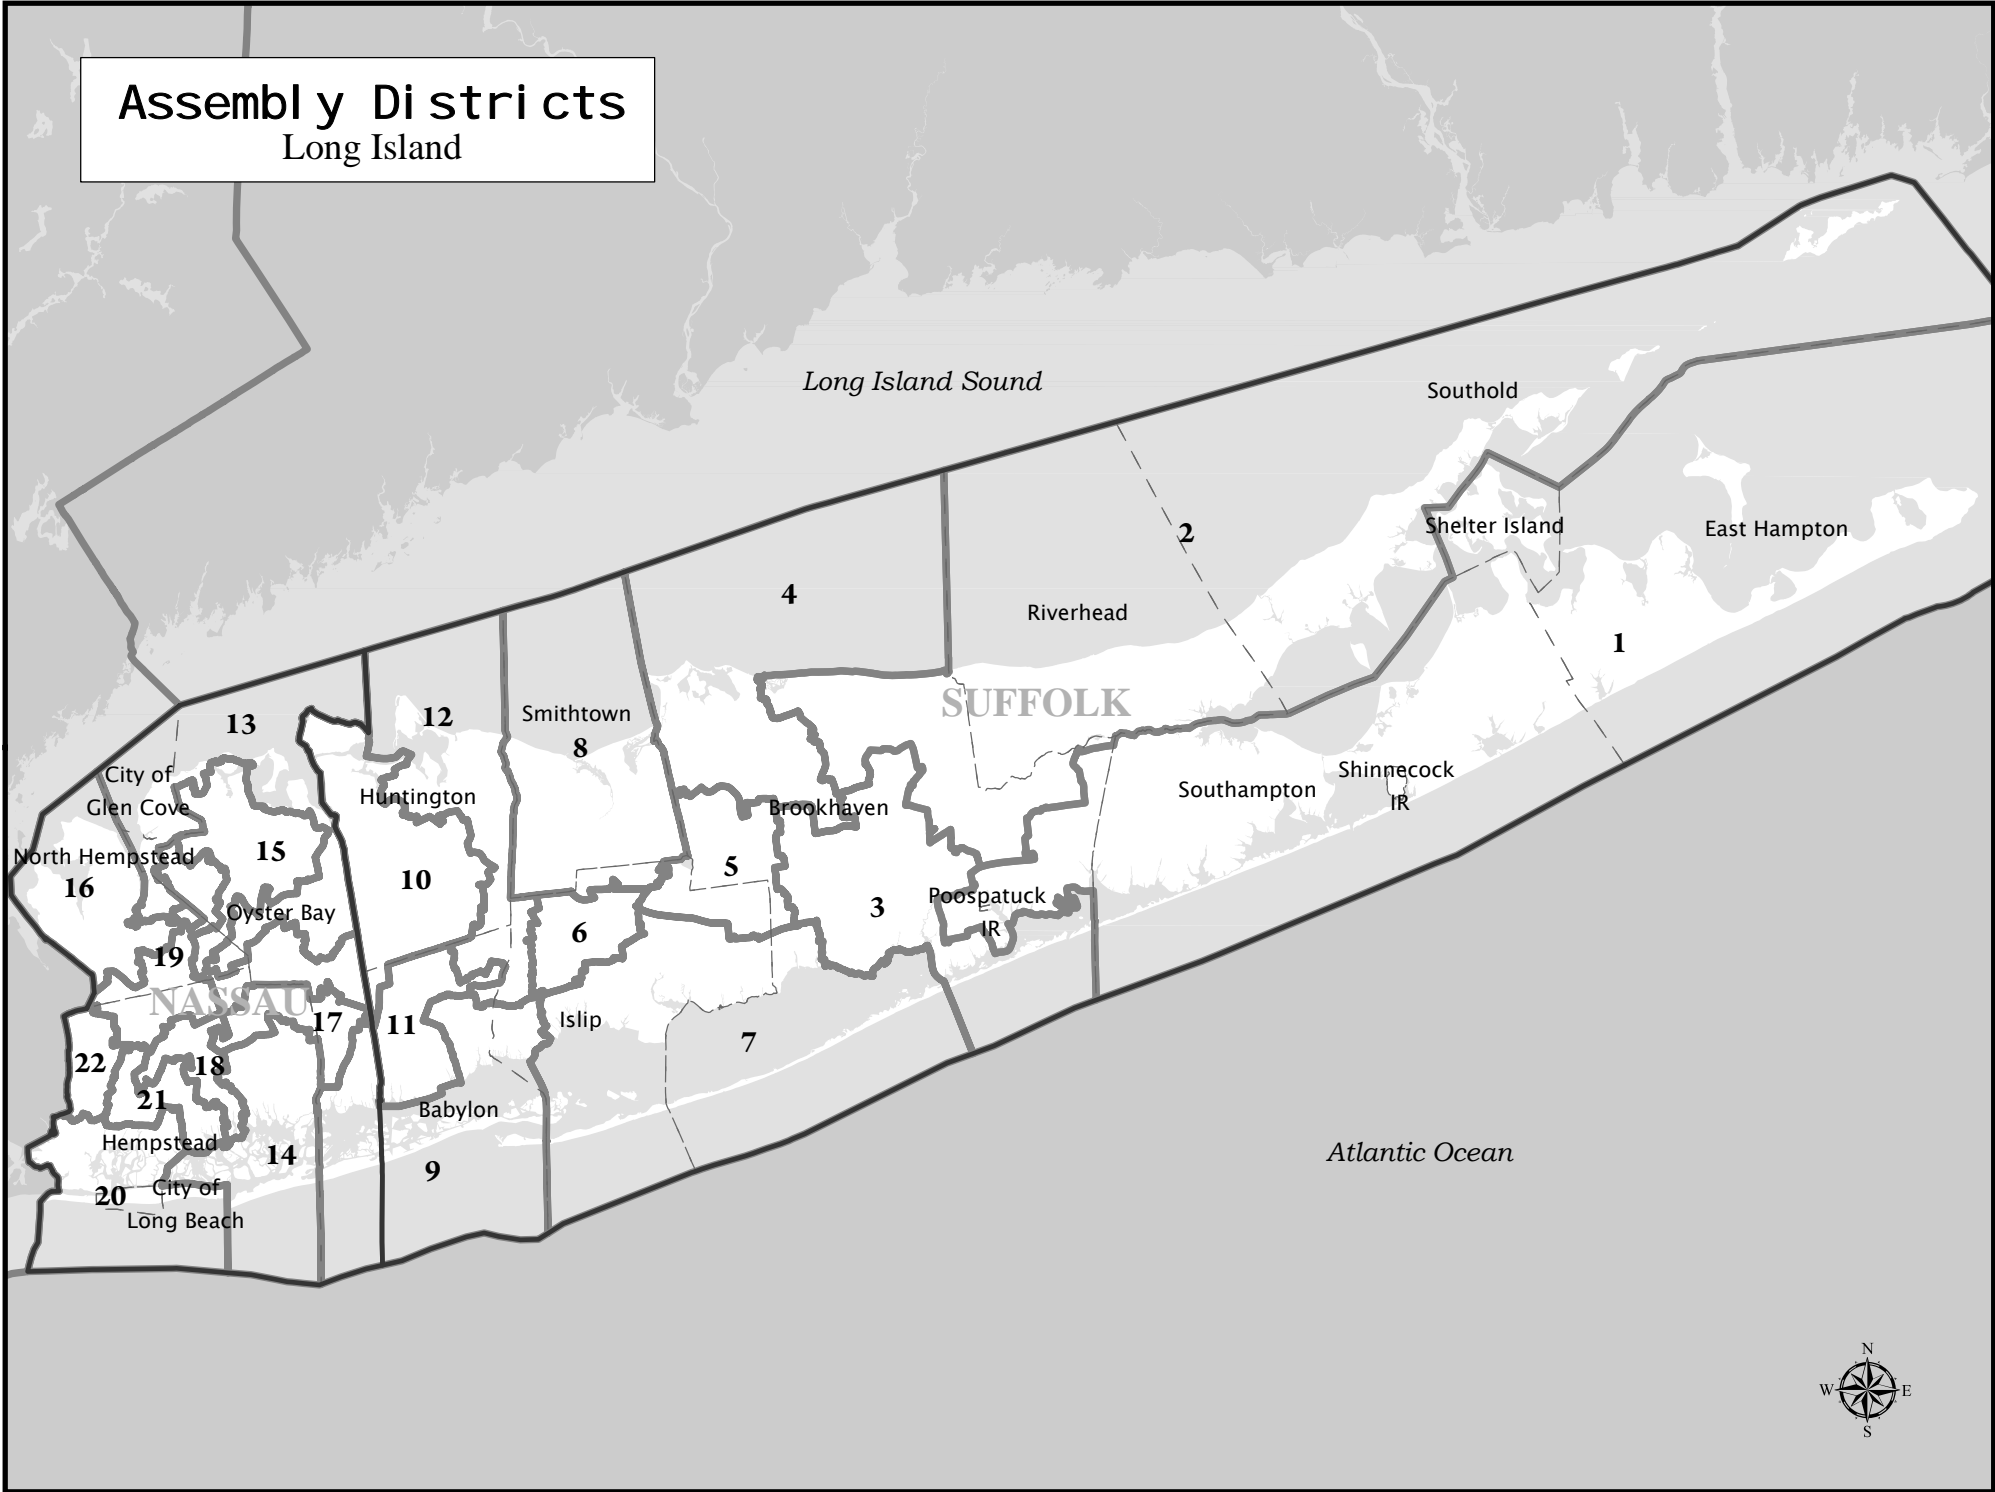 Assembly Districts
Long Island
Long Island Sound
Southold
2
Shelter Island
East Hampton
4
Riverhead
1
SUFFOLK
13
12
Smithtown
8
City of
Glen Cove
Huntington
Brookhaven
Southampton
Shinnecock
IR
North Hempstead
16
15
10
5
3
Poospatuck
IR
Oyster Bay
6
19
NASSAU
17
11
Islip
7
22
18
21
Babylon
Hempstead
14
9
20
City of
Long Beach
Atlantic Ocean
N
W
E
S